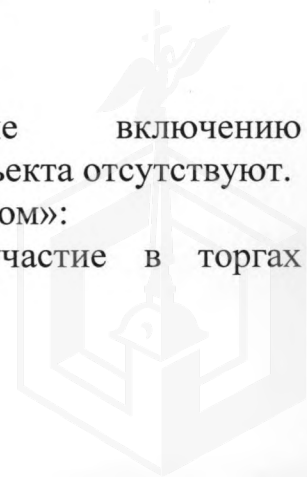 е включению
ъекта отсутствуют.
ом»:
частие в торгах